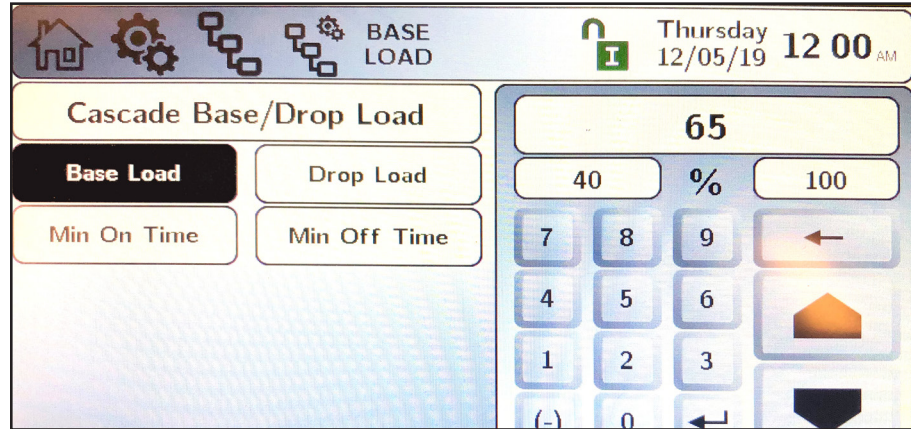 BASE
LOAD
I
Thursday
12/05/19
12 00 AM
Cascade Base/Drop Load
Base Load
Drop Load
Min On Time
Min Off Time
65
40 % 100
7 8 9 ←
4 5 6
1 2 3
(-) 0